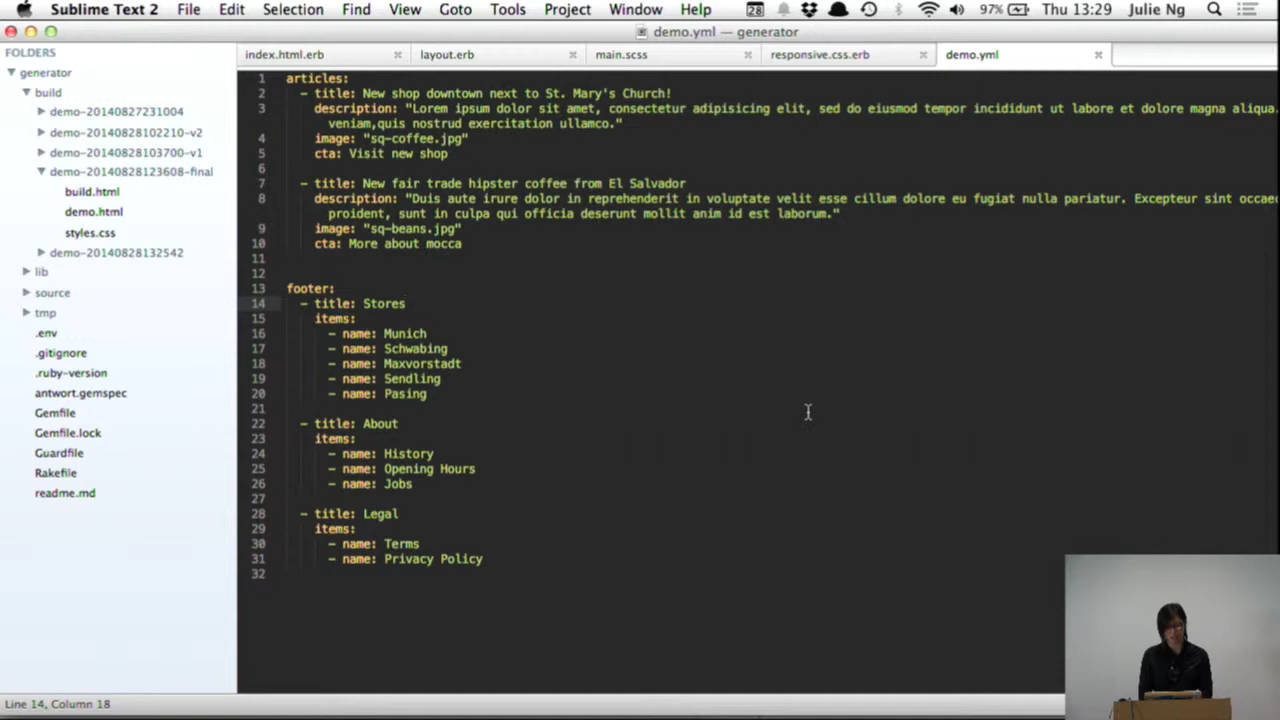 Sublime Text 2 File Edit Selection Find View Goto Tools Project Window Help 28 97% Thu 13:29 Julie Ng
demo.yml — generator
FOLDERS
generator
build
demo-20140827231004
demo-20140828102210-v2
demo-20140828103700-v1
demo-20140828123608-final
build.html
demo.html
styles.css
demo-20140828132542
lib
source
tmp
.env
.gitignore
.ruby-version
antwort.gemspec
Gemfile
Gemfile.lock
Guardfile
Rakefile
readme.md
index.html.erb layout.erb main.scss responsive.css.erb demo.yml
1 articles:
2 - title: New shop downtown next to St. Mary's Church!
3 description: "Lorem ipsum dolor sit amet, consectetur adipisicing elit, sed do eiusmod tempor incididunt ut labore et dolore magna aliqua.
veniam,quis nostrud exercitation ullamco."
4 image: "sq-coffee.jpg"
5 cta: Visit new shop
6
7 - title: New fair trade hipster coffee from El Salvador
8 description: "Duis aute irure dolor in reprehenderit in voluptate velit esse cillum dolore eu fugiat nulla pariatur. Excepteur sint
proident, sunt in culpa qui officia deserunt mollit anim id est laborum."
9 image: "sq-beans.jpg"
10 cta: More about mocca
11
12
13 footer:
14 - title: Stores
15 items:
16 - name: Munich
17 - name: Schwabing
18 - name: Maxvorstadt
19 - name: Sendling
20 - name: Pasing
21
22 - title: About
23 items:
24 - name: History
25 - name: Opening Hours
26 - name: Jobs
27
28 - title: Legal
29 items:
30 - name: Terms
31 - name: Privacy Policy
32
Line 14, Column 18